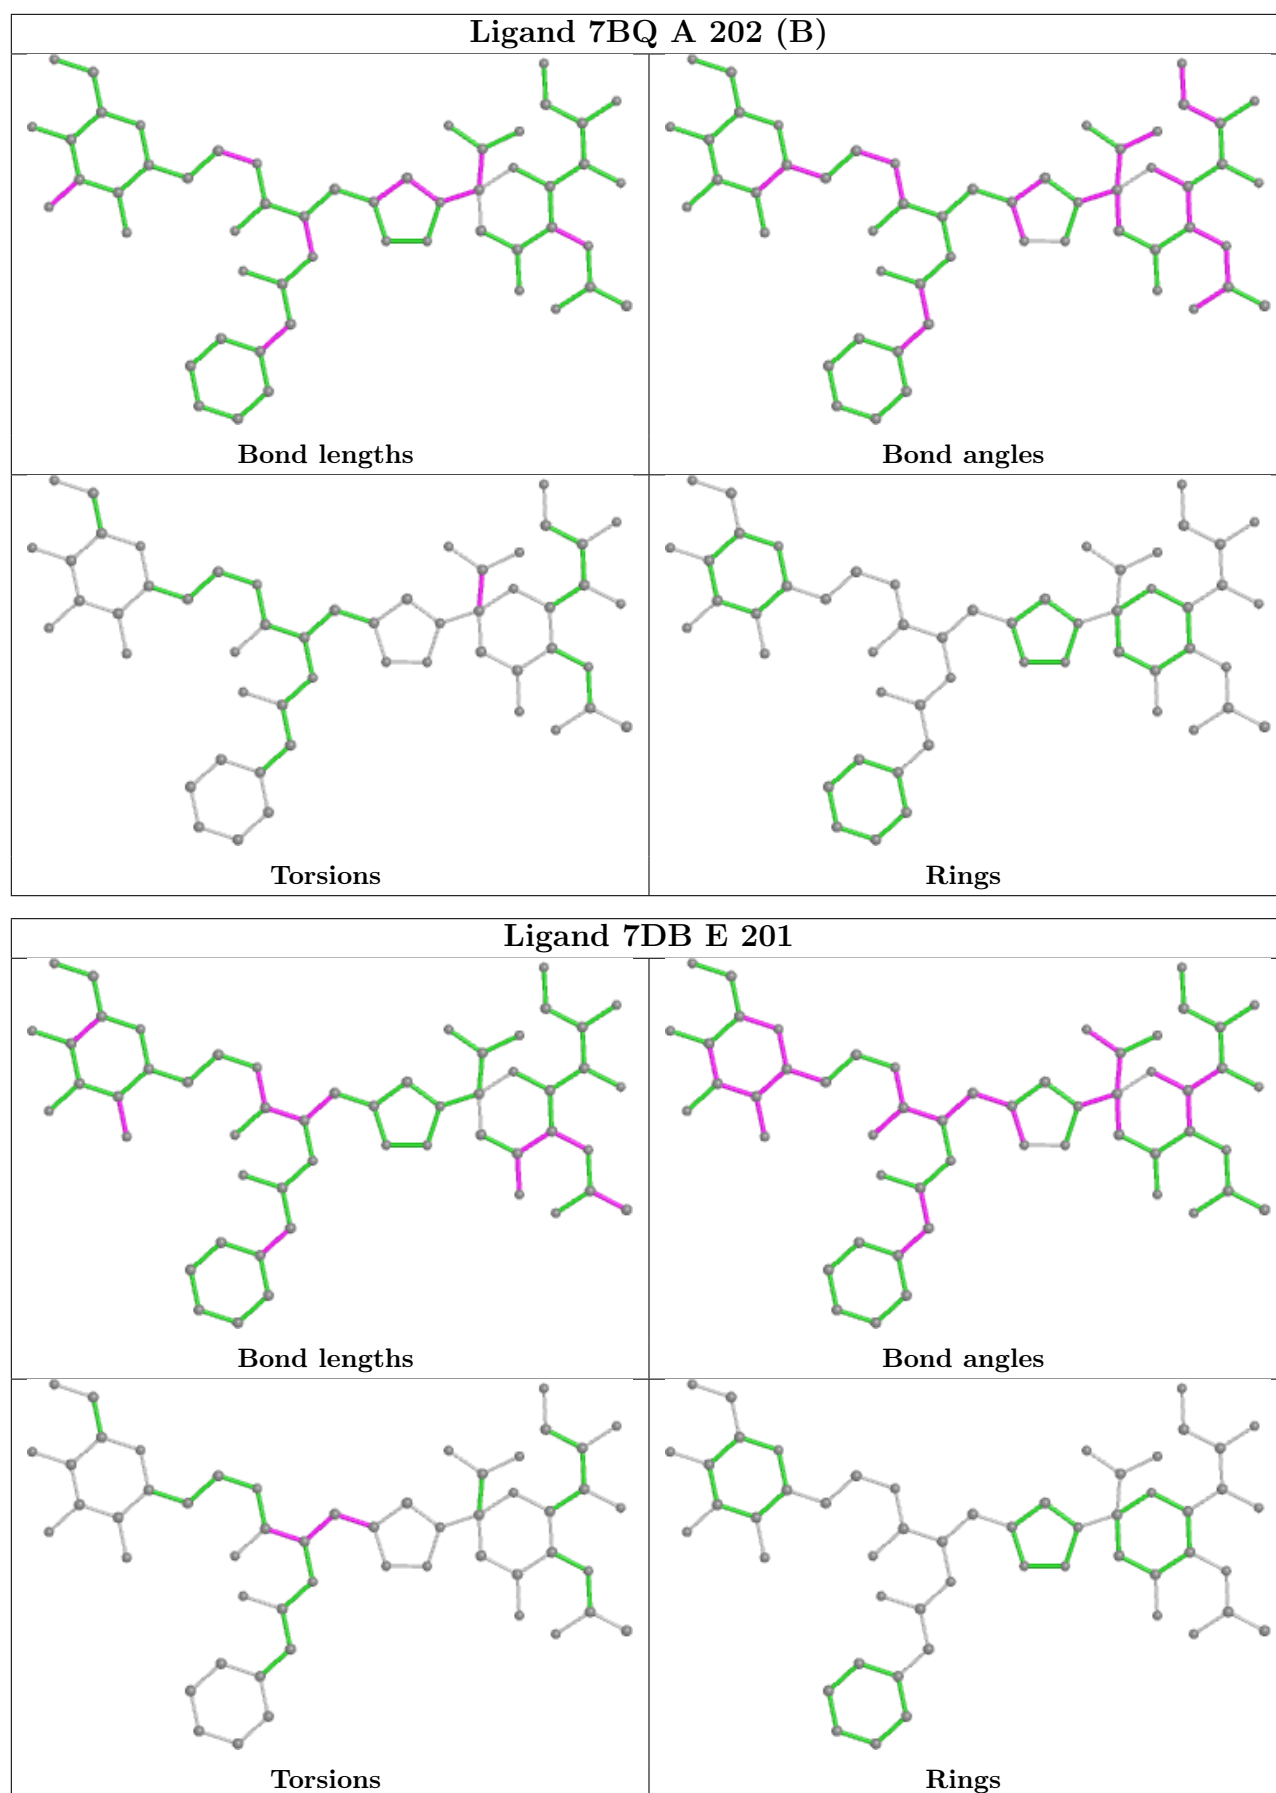 Ligand 7BQ A 202 (B)
Bond lengths
Bond angles
Torsions
Rings
Ligand 7DB E 201
Bond lengths
Bond angles
Torsions
Rings